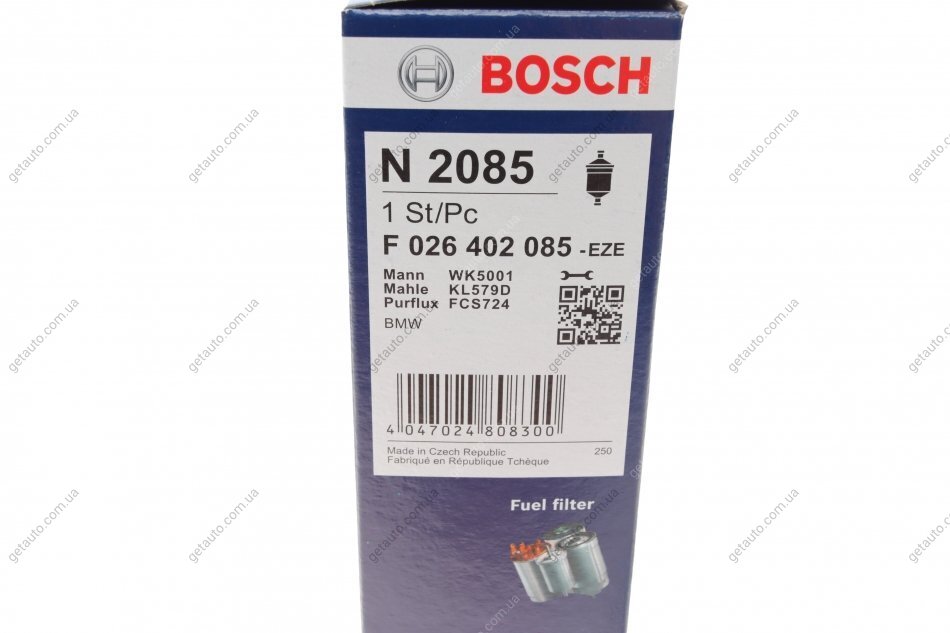 BOSCH
N 2085
1 St/Pc
F 026 402 085 -EZE
Mann WK5001
Mahle KL579D
Purflux FCS724
BMW
4 047024 808300
Made in Czech Republic 250
Fabriqué en République Tchèque
Fuel filter
getauto.com.ua